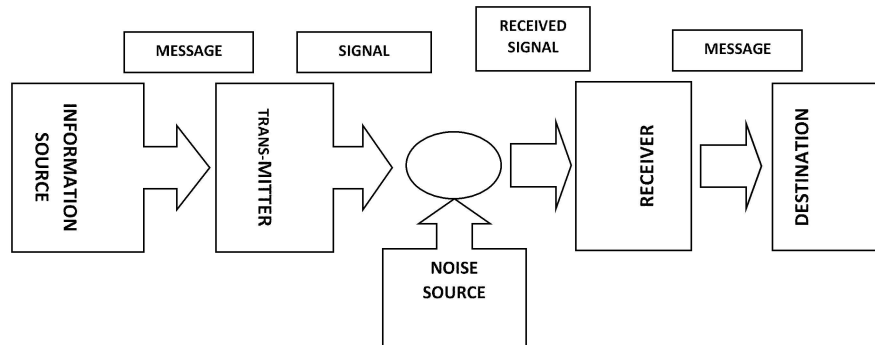 MESSAGE
SIGNAL
RECEIVED
SIGNAL
MESSAGE
INFORMATION
SOURCE
TRANS-MITTER
RECEIVER
DESTINATION
NOISE
SOURCE